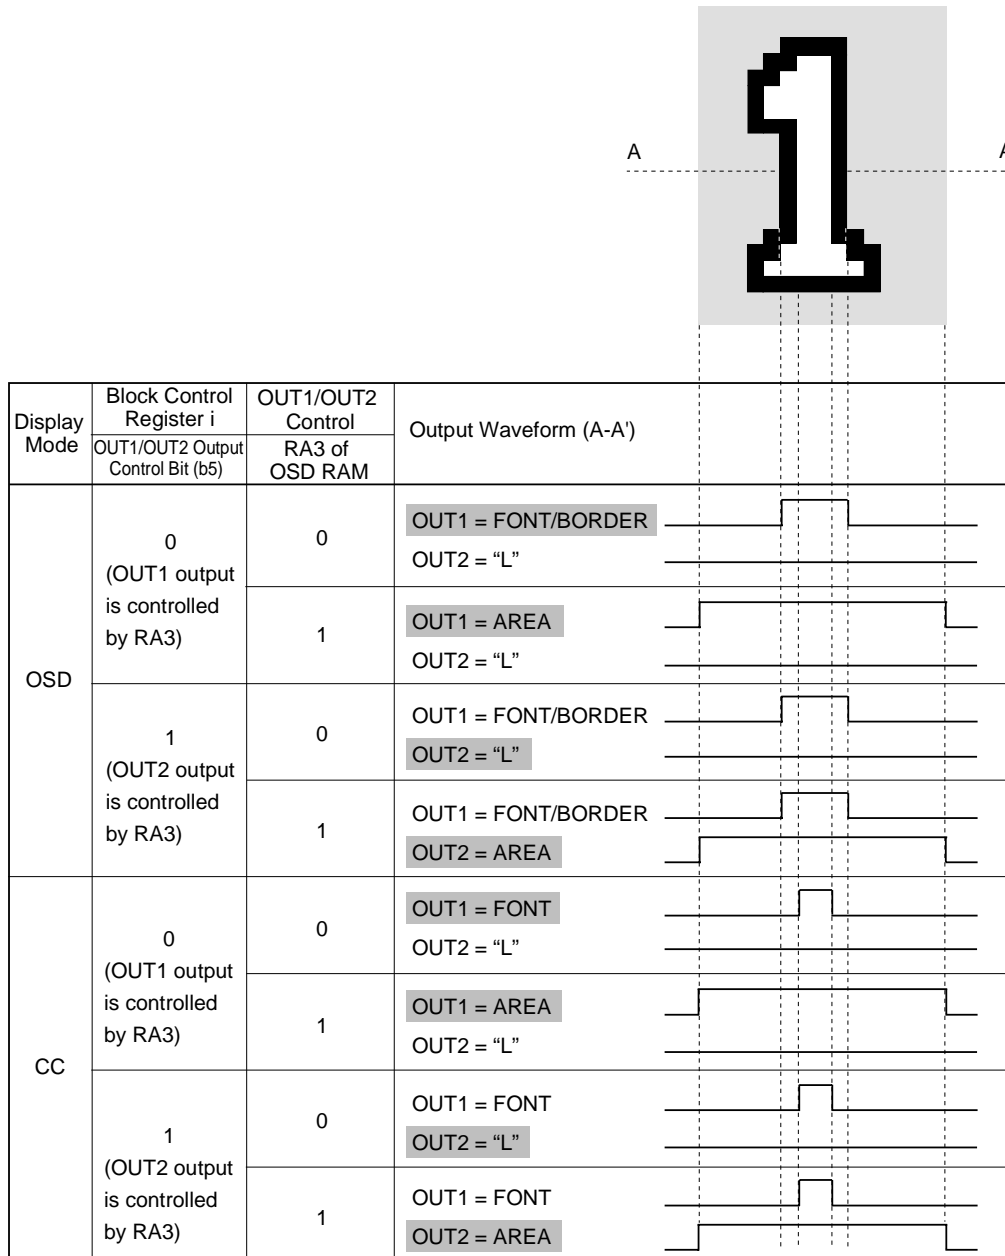 A
Display Mode
Block Control Register i
OUT1/OUT2 Output Control Bit (b5)
OUT1/OUT2 Control
RA3 of OSD RAM
Output Waveform (A-A')
OSD
0
(OUT1 output
is controlled
by RA3)
0
OUT1 = FONT/BORDER
OUT2 = “L”
1
OUT1 = AREA
OUT2 = “L”
1
(OUT2 output
is controlled
by RA3)
0
OUT1 = FONT/BORDER
OUT2 = “L”
1
OUT1 = FONT/BORDER
OUT2 = AREA
CC
0
(OUT1 output
is controlled
by RA3)
0
OUT1 = FONT
OUT2 = “L”
1
OUT1 = AREA
OUT2 = “L”
1
(OUT2 output
is controlled
by RA3)
0
OUT1 = FONT
OUT2 = “L”
1
OUT1 = FONT
OUT2 = AREA